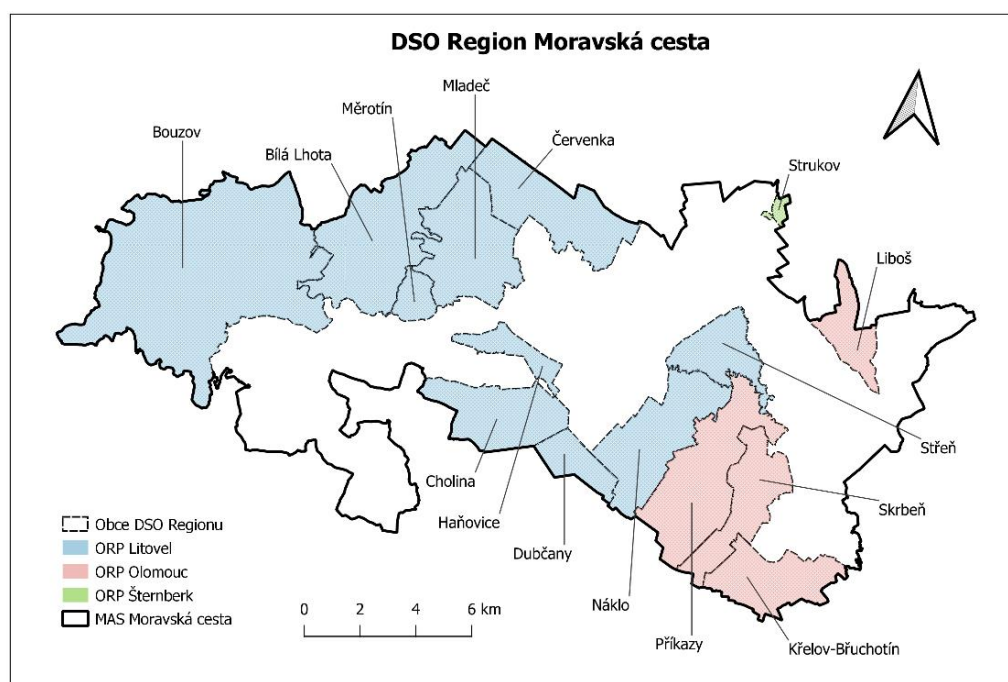 DSO Region Moravská cesta
Mladeč
Měrotín
Bouzov
Bílá Lhota
Červenka
Strukov
Liboš
Střeň
Skrbeň
Cholina
Haňovice
Dubčany
Náklo
Příkazy
Křelov-Břuchotín
Obce DSO Regionu
ORP Litovel
ORP Olomouc
ORP Šternberk
MAS Moravská cesta
0 2 4 6 km